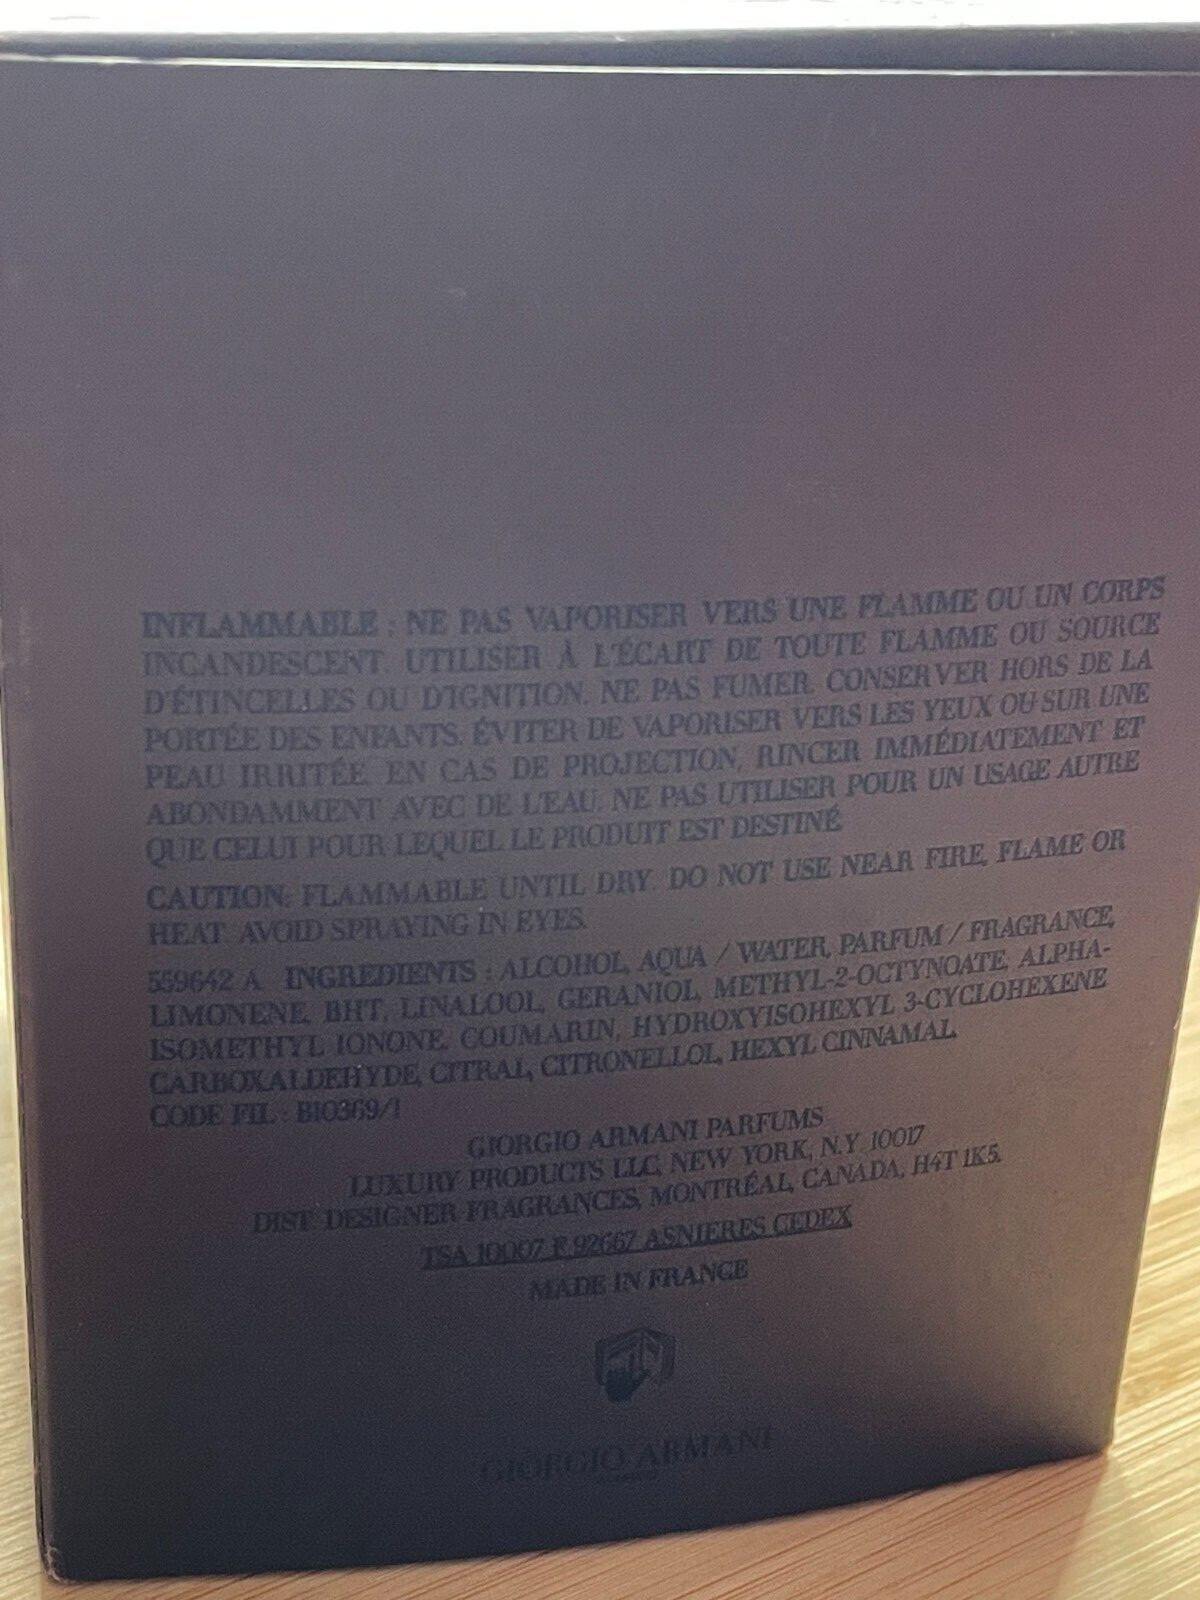 INFLAMMABLE : NE PAS VAPORISER VERS UNE FLAMME OU UN CORPS
INCANDESCENT. UTILISER À L'ÉCART DE TOUTE FLAMME OU SOURCE
D'ÉTINCELLES OU D'IGNITION. NE PAS FUMER. CONSERVER HORS DE LA
PORTÉE DES ENFANTS. ÉVITER DE VAPORISER VERS LES YEUX OU SUR UNE
PEAU IRRITÉE. EN CAS DE PROJECTION, RINCER IMMÉDIATEMENT ET
ABONDAMMENT AVEC DE L'EAU. NE PAS UTILISER POUR UN USAGE AUTRE
QUE CELUI POUR LEQUEL LE PRODUIT EST DESTINÉ.
CAUTION: FLAMMABLE UNTIL DRY. DO NOT USE NEAR FIRE, FLAME OR
HEAT. AVOID SPRAYING IN EYES.
559642 A INGREDIENTS : ALCOHOL, AQUA / WATER, PARFUM / FRAGRANCE,
LIMONENE, BHT, LINALOOL, GERANIOL, METHYL-2-OCTYNOATE, ALPHA-
ISOMETHYL IONONE, COUMARIN, HYDROXYISOHEXYL 3-CYCLOHEXENE
CARBOXALDEHYDE, CITRAL, CITRONELLOL, HEXYL CINNAMAL.
CODE FIL : B10369/1
GIORGIO ARMANI PARFUMS
LUXURY PRODUCTS LLC, NEW YORK, N.Y. 10017
DIST. DESIGNER FRAGRANCES, MONTRÉAL, CANADA, H4T 1K5.
TSA 10007 F.92667 ASNIERES CEDEX
MADE IN FRANCE
GIORGIO ARMANI